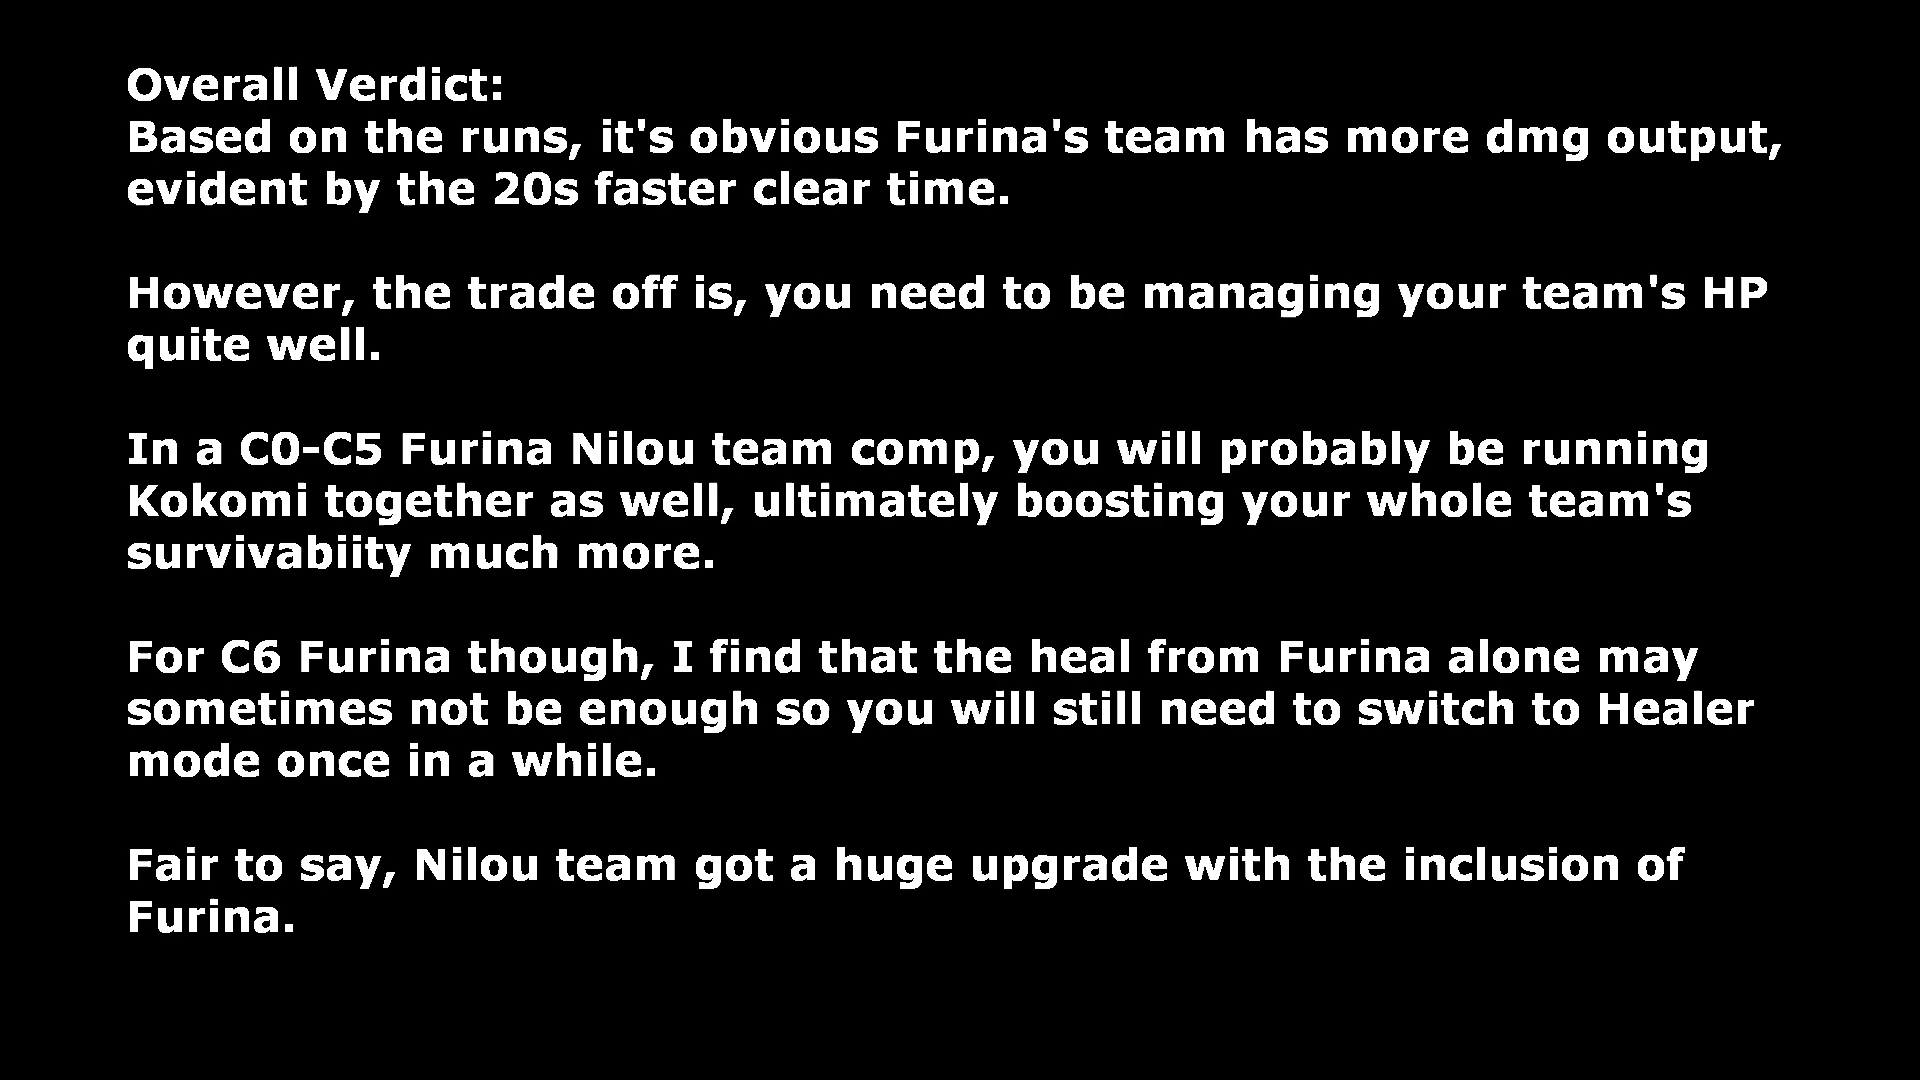 Overall Verdict:
Based on the runs, it's obvious Furina's team has more dmg output,
evident by the 20s faster clear time.
However, the trade off is, you need to be managing your team's HP
quite well.
In a C0-C5 Furina Nilou team comp, you will probably be running
Kokomi together as well, ultimately boosting your whole team's
survivabiity much more.
For C6 Furina though, I find that the heal from Furina alone may
sometimes not be enough so you will still need to switch to Healer
mode once in a while.
Fair to say, Nilou team got a huge upgrade with the inclusion of
Furina.